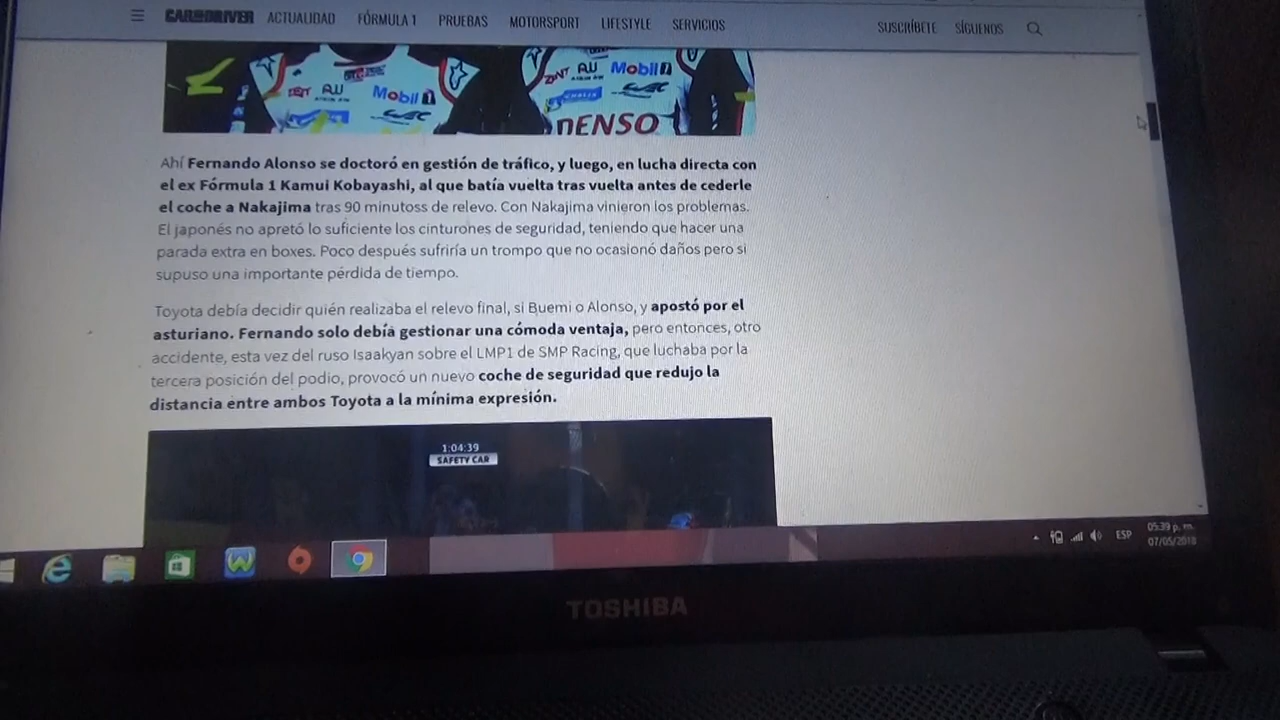 CAR AND DRIVER ACTUALIDAD FÓRMULA 1 PRUEBAS MOTORSPORT LIFESTYLE SERVICIOS SUSCRÍBETE SÍGUENOS
ZENT AW Mobil 1
ZENT AW Mobil 1
DENSO
Ahí Fernando Alonso se doctoró en gestión de tráfico, y luego, en lucha directa con
el ex Fórmula 1 Kamui Kobayashi, al que batía vuelta tras vuelta antes de cederle
el coche a Nakajima tras 90 minutoss de relevo. Con Nakajima vinieron los problemas.
El japonés no apretó lo suficiente los cinturones de seguridad, teniendo que hacer una
parada extra en boxes. Poco después sufriría un trompo que no ocasionó daños pero si
supuso una importante pérdida de tiempo.
Toyota debía decidir quién realizaba el relevo final, si Buemi o Alonso, y apostó por el
asturiano. Fernando solo debía gestionar una cómoda ventaja, pero entonces, otro
accidente, esta vez del ruso Isaakyan sobre el LMP1 de SMP Racing, que luchaba por la
tercera posición del podio, provocó un nuevo coche de seguridad que redujo la
distancia entre ambos Toyota a la mínima expresión.
1:04:39
SAFETY CAR
ESP
05:39 p. m.
07/05/2018
TOSHIBA